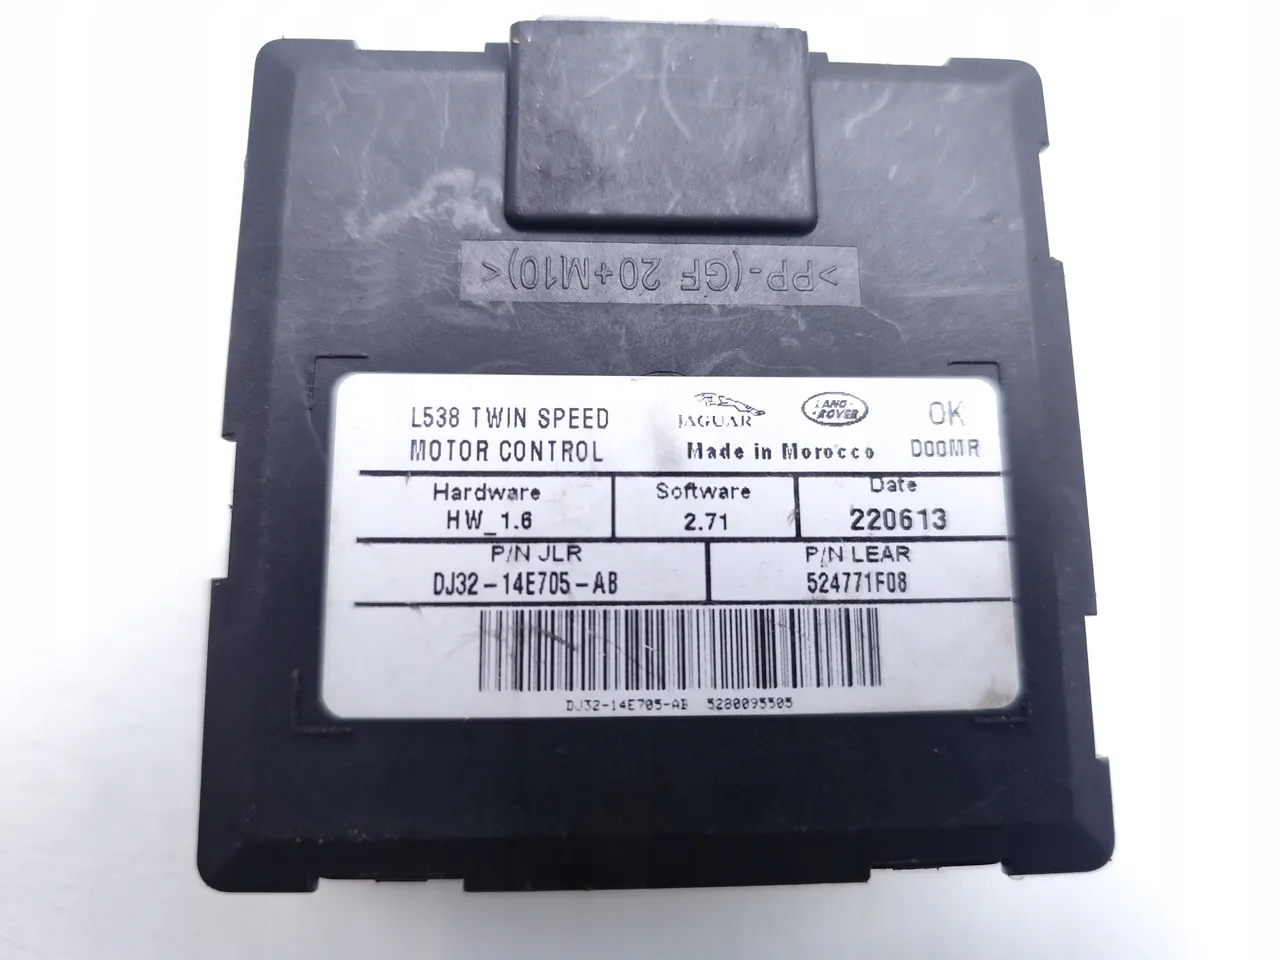 >PP-(GF 20+M10)<
L538 TWIN SPEED
MOTOR CONTROL
JAGUAR
LAND-
ROVER
OK
Made in Morocco
D00MR
Hardware
HW_1.6
Software
2.71
Date
220613
P/N JLR
DJ32-14E705-AB
P/N LEAR
524771F08
DJ32-14E705-AB 5280095505